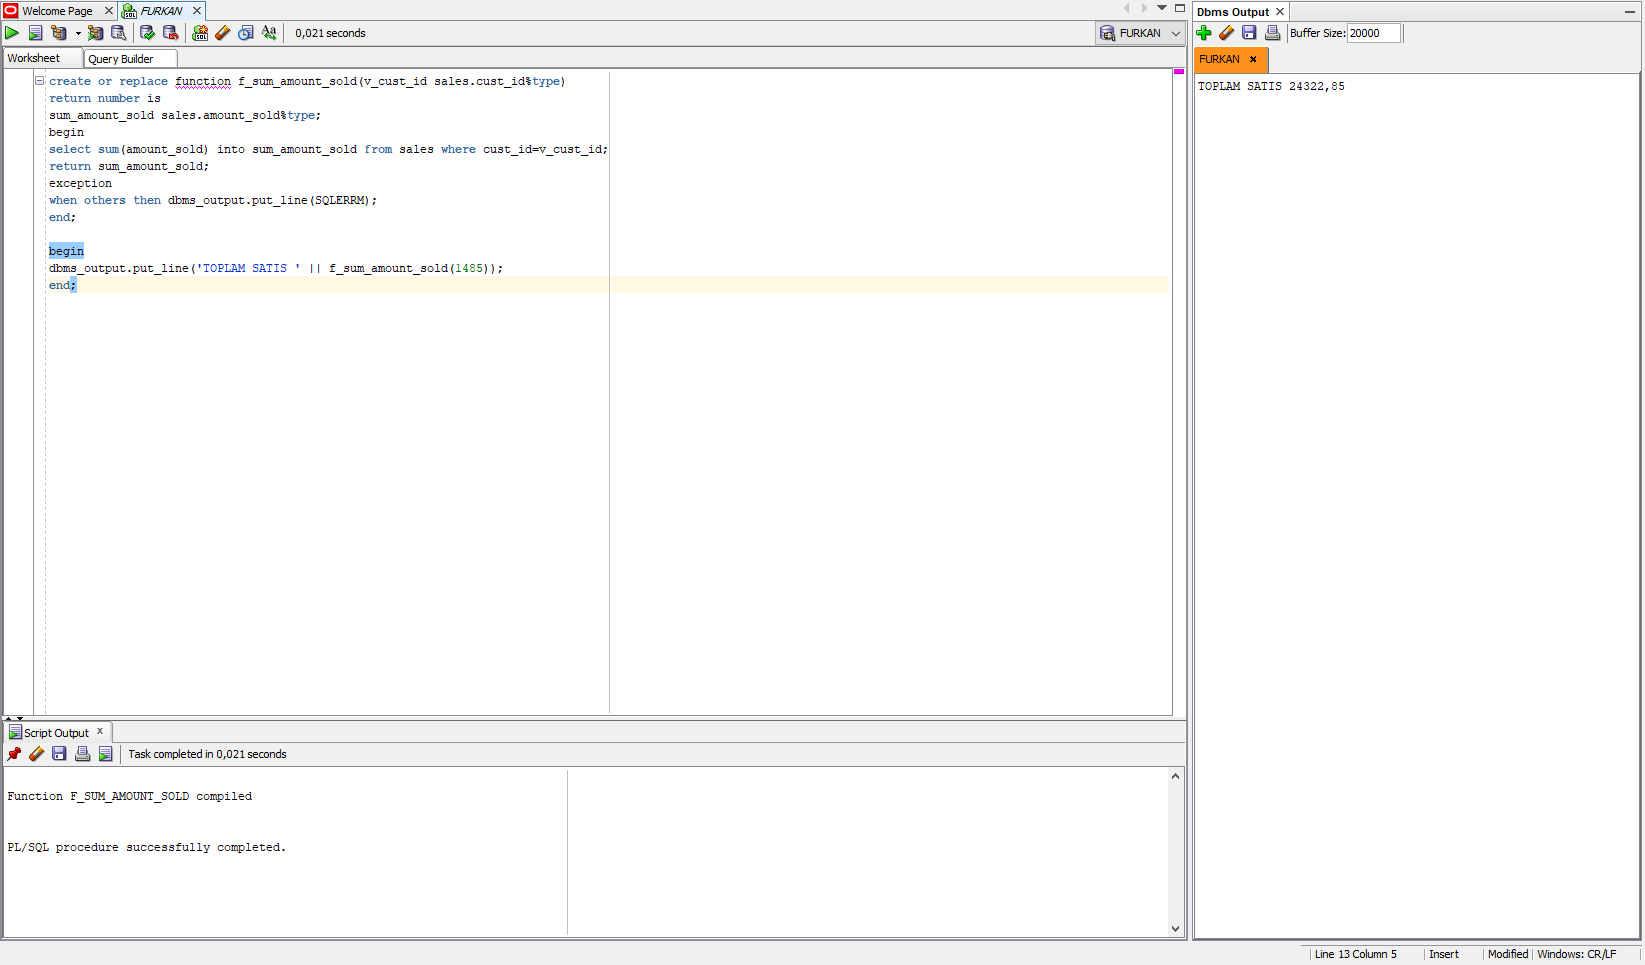 Welcome Page
FURKAN
0,021 seconds
FURKAN
Worksheet
Query Builder
create or replace function f_sum_amount_sold(v_cust_id sales.cust_id%type)
return number is
sum_amount_sold sales.amount_sold%type;
begin
select sum(amount_sold) into sum_amount_sold from sales where cust_id=v_cust_id;
return sum_amount_sold;
exception
when others then dbms_output.put_line(SQLERRM);
end;
begin
dbms_output.put_line('TOPLAM SATIS ' || f_sum_amount_sold(1485));
end;
Script Output
Task completed in 0,021 seconds
Function F_SUM_AMOUNT_SOLD compiled
PL/SQL procedure successfully completed.
Dbms Output
Buffer Size: 20000
FURKAN
TOPLAM SATIS 24322,85
Line 13 Column 5
Insert
Modified
Windows: CR/LF